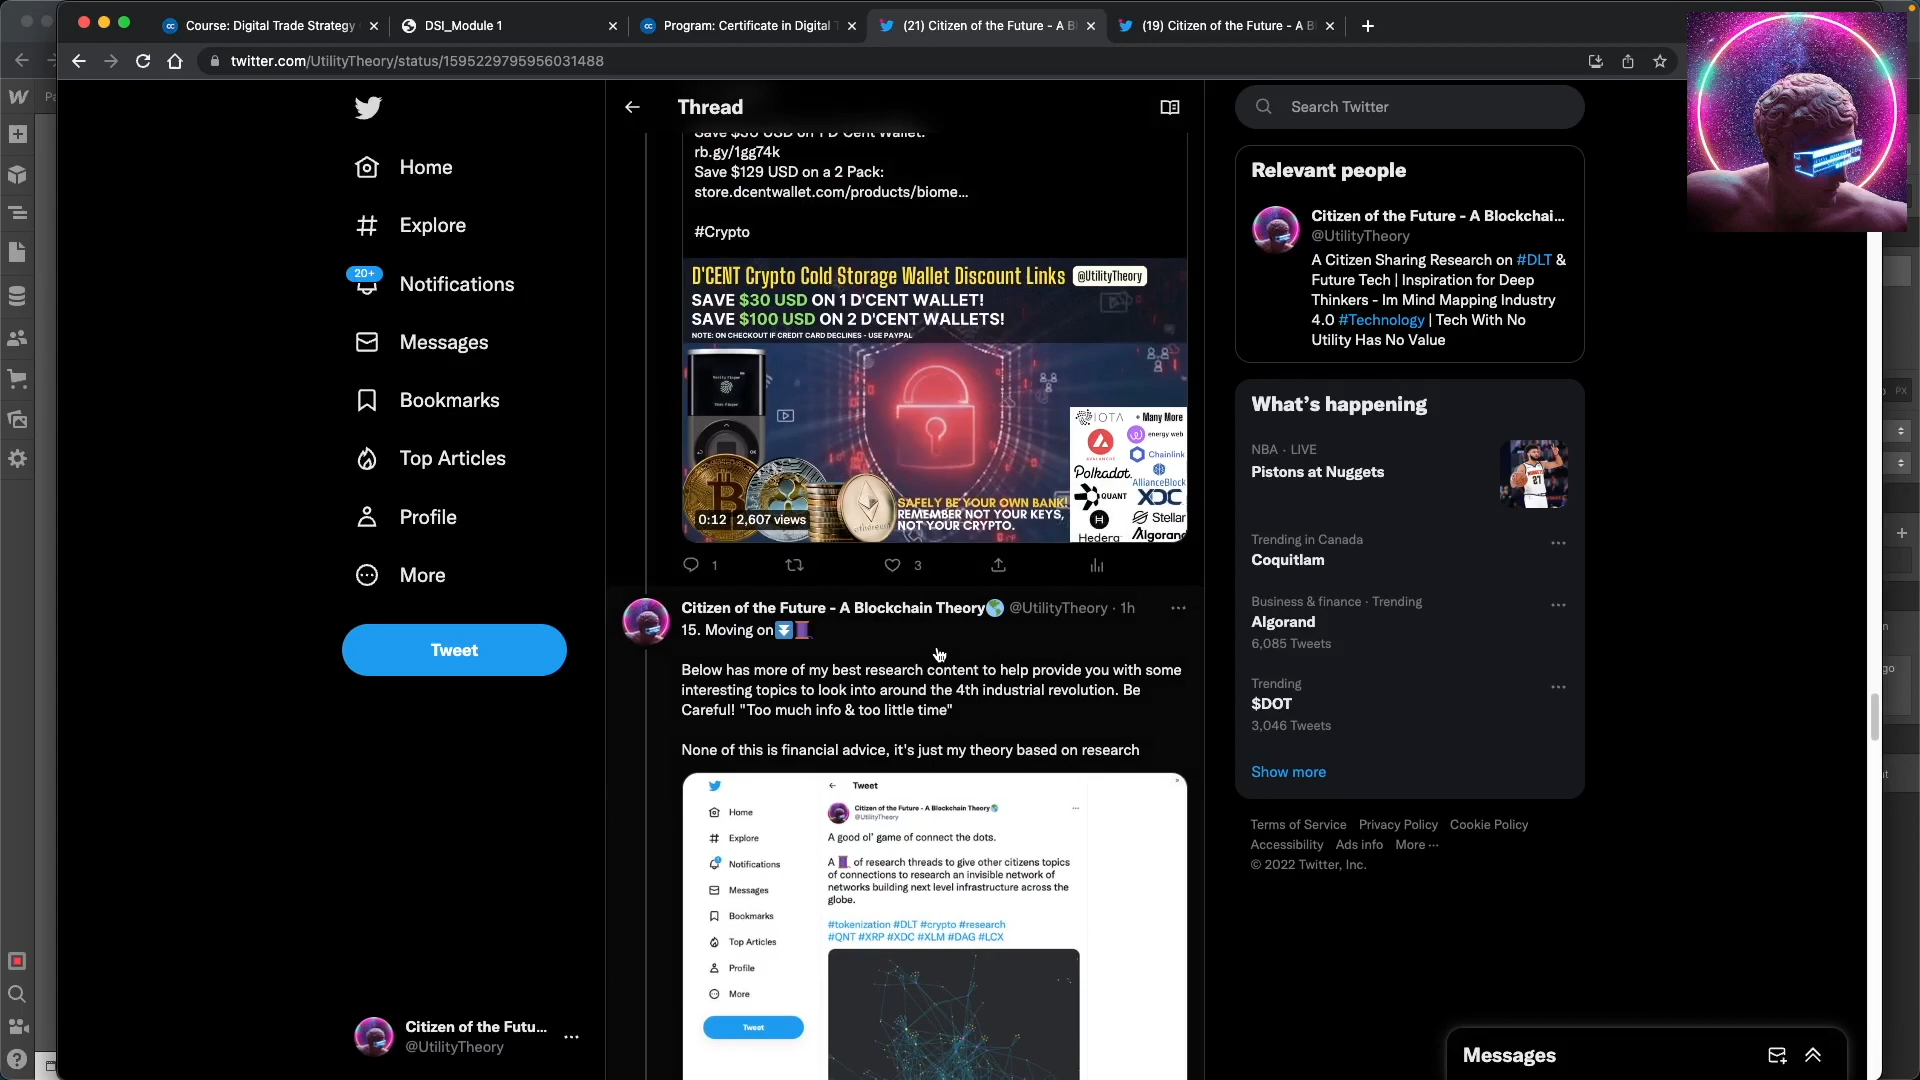 Course: Digital Trade Strategy
DSI_Module 1
Program: Certificate in Digital
(21) Citizen of the Future - A B
(19) Citizen of the Future - A B
twitter.com/UtilityTheory/status/1595229795956031488
Home
Explore
20+
Notifications
Messages
Bookmarks
Top Articles
Profile
More
Tweet
Citizen of the Futu...
@UtilityTheory
Thread
Save $30 USD on 1 D'Cent Wallet:
rb.gy/1gg74k
Save $129 USD on a 2 Pack:
store.dcentwallet.com/products/biome...
#Crypto
D'CENT Crypto Cold Storage Wallet Discount Links @UtilityTheory
SAVE $30 USD ON 1 D'CENT WALLET!
SAVE $100 USD ON 2 D'CENT WALLETS!
NOTE: ON CHECKOUT IF CREDIT CARD DECLINES - USE PAYPAL
IOTA + Many More
AVALANCHE
energy web
Chainlink
Polkadot
AllianceBlock
QUANT
XDC
Stellar
Hedera
Algorand
SAFELY BE YOUR OWN BANK!
REMEMBER NOT YOUR KEYS,
NOT YOUR CRYPTO.
ethereum
0:12 2,607 views
1
3
Citizen of the Future - A Blockchain Theory🌎 @UtilityTheory · 1h
15. Moving on⏬🧵
Below has more of my best research content to help provide you with some
interesting topics to look into around the 4th industrial revolution. Be
Careful! "Too much info & too little time"
None of this is financial advice, it's just my theory based on research
Home
Explore
Notifications
Messages
Bookmarks
Top Articles
Profile
More
Tweet
Tweet
Citizen of the Future - A Blockchain Theory🌎
@UtilityTheory
A good ol' game of connect the dots.
A 🧵 of research threads to give other citizens topics
of connections to research an invisible network of
networks building next level infrastructure across the
globe.
#tokenization #DLT #crypto #research
#QNT #XRP #XDC #XLM #DAG #LCX
Search Twitter
Relevant people
Citizen of the Future - A Blockchai...
@UtilityTheory
A Citizen Sharing Research on #DLT &
Future Tech | Inspiration for Deep
Thinkers - Im Mind Mapping Industry
4.0 #Technology | Tech With No
Utility Has No Value
What's happening
NBA · LIVE
Pistons at Nuggets
Trending in Canada
Coquitlam
Business & finance · Trending
Algorand
6,085 Tweets
Trending
$DOT
3,046 Tweets
Show more
Terms of Service Privacy Policy Cookie Policy
Accessibility Ads info More ···
© 2022 Twitter, Inc.
Messages